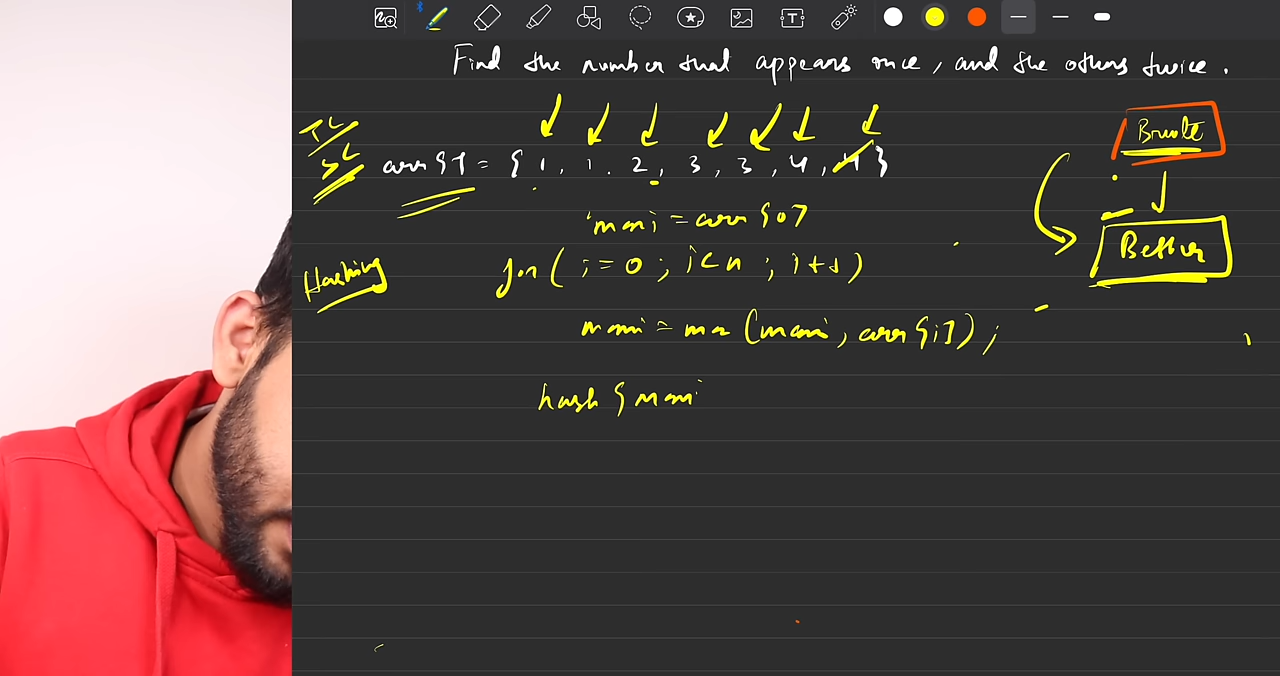 Find the number that appears once, and the others twice.
TC
SC
arr[] = { 1, 1, 2, 3, 3, 4, 4 }
Brute
maxi = arr[0]
Better
Hashing
for( i=0 ; i<n ; i++)
maxi = max (maxi, arr[i]);
hash[maxi